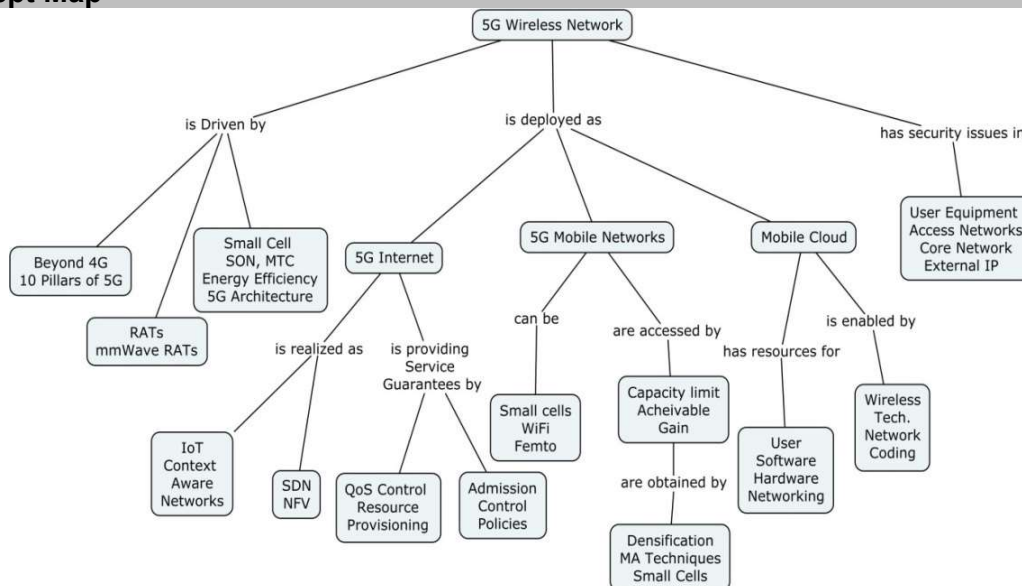 5G Wireless Network
is Driven by
is deployed as
has security issues in
Beyond 4G
10 Pillars of 5G
RATs
mmWave RATs
Small Cell
SON, MTC
Energy Efficiency
5G Architecture
5G Internet
5G Mobile Networks
Mobile Cloud
User Equipment
Access Networks
Core Network
External IP
is realized as
is providing
Service
Guarantees by
can be
are accessed by
has resources for
is enabled by
IoT
Context
Aware
Networks
SDN
NFV
QoS Control
Resource
Provisioning
Admission
Control
Policies
Small cells
WiFi
Femto
Capacity limit
Acheivable
Gain
are obtained by
Densification
MA Techniques
Small Cells
User
Software
Hardware
Networking
Wireless
Tech.
Network
Coding